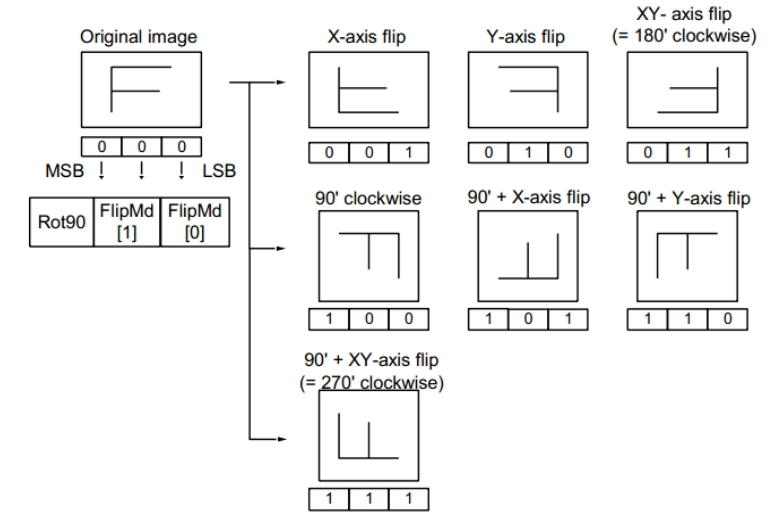 Original image
0 0 0
MSB LSB
Rot90 FlipMd [1] FlipMd [0]
X-axis flip
0 0 1
Y-axis flip
0 1 0
XY- axis flip
(= 180' clockwise)
0 1 1
90' clockwise
1 0 0
90' + X-axis flip
1 0 1
90' + Y-axis flip
1 1 0
90' + XY-axis flip
(= 270' clockwise)
1 1 1